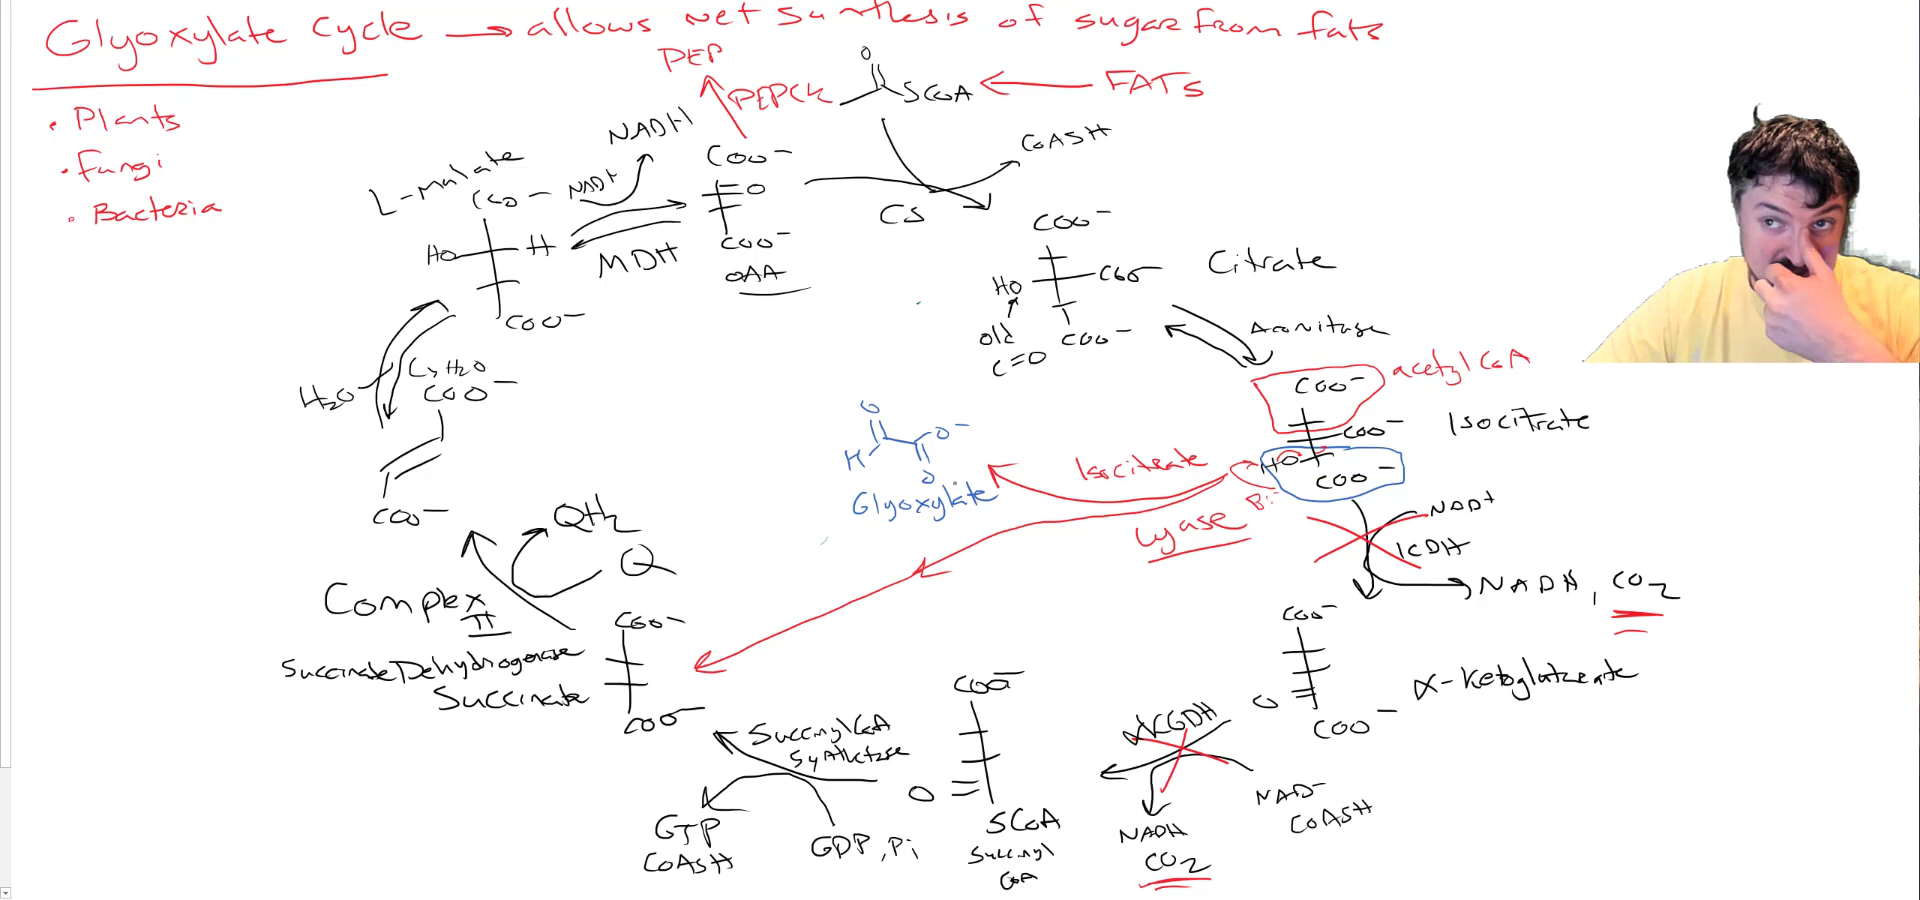 Glyoxylate Cycle → allows net synthesis of sugar from fats
• Plants
• Fungi
• Bacteria
PEP
PEPCK
O
SCoA
FATS
NADH
NAD+
CoASH
L-malate
COO-
HO H
COO-
MDH
COO-
O
COO-
OAA
CS
COO-
HO COO-
COO-
old
C=O
Citrate
Aconitase
acetyl CoA
COO-
COO-
HO
COO-
Isocitrate
B:-
Isocitrate
Lyase
O
H O-
O
Glyoxylate
NAD+
ICDH
NADH, CO2
COO-
O
COO-
α-Ketoglutarate
NAD-
CoASH
NADH
CO2
COO-
O
SCoA
Succinyl
CoA
Succinyl CoA
Synthetase
GDP, Pi
GTP
CoASH
COO-
COO-
Succinate Dehydrogenase
Succinate
Complex
II
QH2
Q
COO-
COO-
H2O
H2O